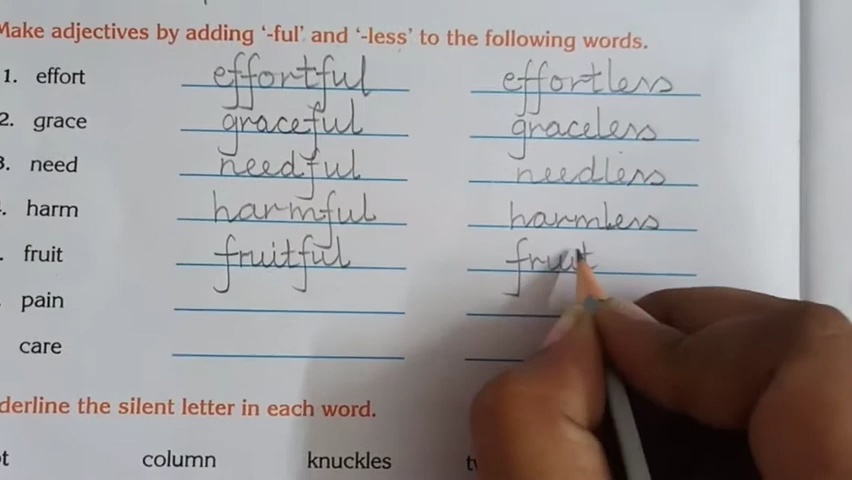 Make adjectives by adding '-ful' and '-less' to the following words.
1. effort effortful effortless
2. grace graceful graceless
3. need needful needless
. harm harmful harmless
. fruit fruitful fruit
pain
care
derline the silent letter in each word.
t column knuckles